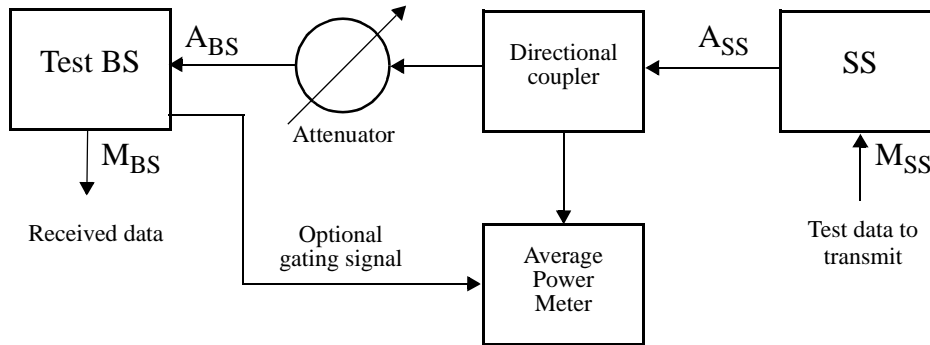 Test BS
A_BS
Attenuator
Directional
coupler
A_SS
SS
M_BS
M_SS
Received data
Optional
gating signal
Average
Power
Meter
Test data to
transmit